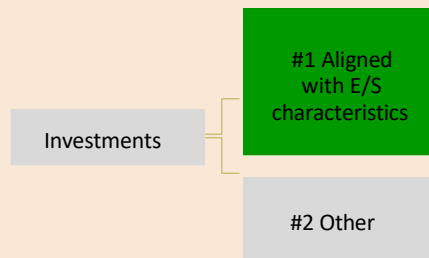 #1 Aligned
with E/S
characteristics
Investments
#2 Other